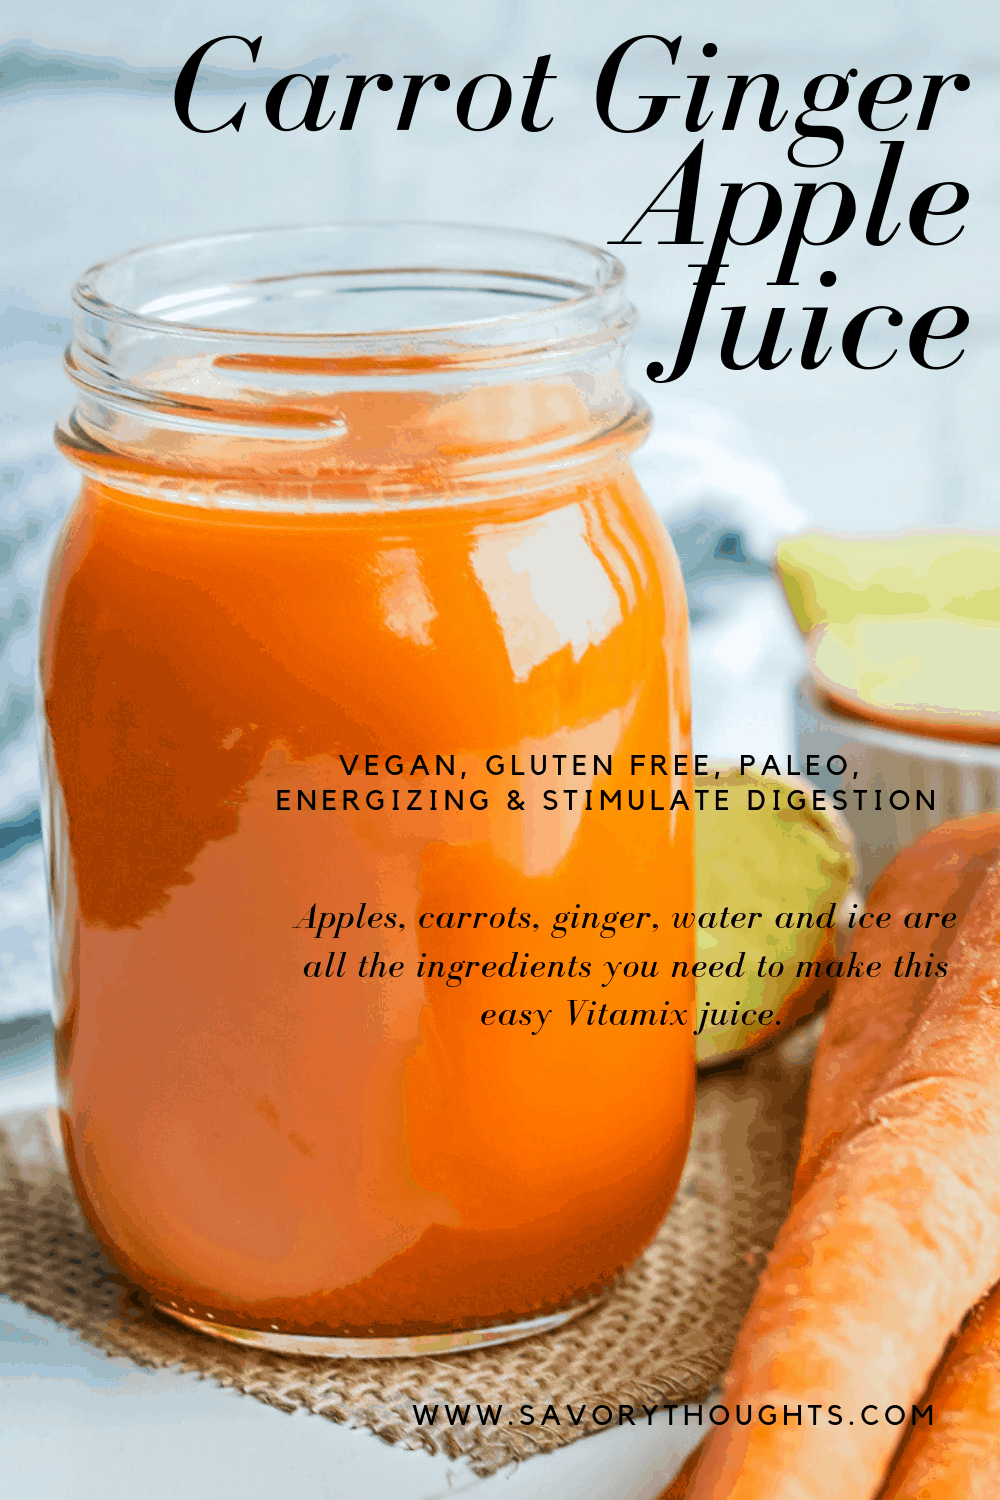 Carrot Ginger
Apple
Juice
VEGAN, GLUTEN FREE, PALEO,
ENERGIZING & STIMULATE DIGESTION
Apples, carrots, ginger, water and ice are
all the ingredients you need to make this
easy Vitamix juice.
WWW.SAVORYTHOUGHTS.COM